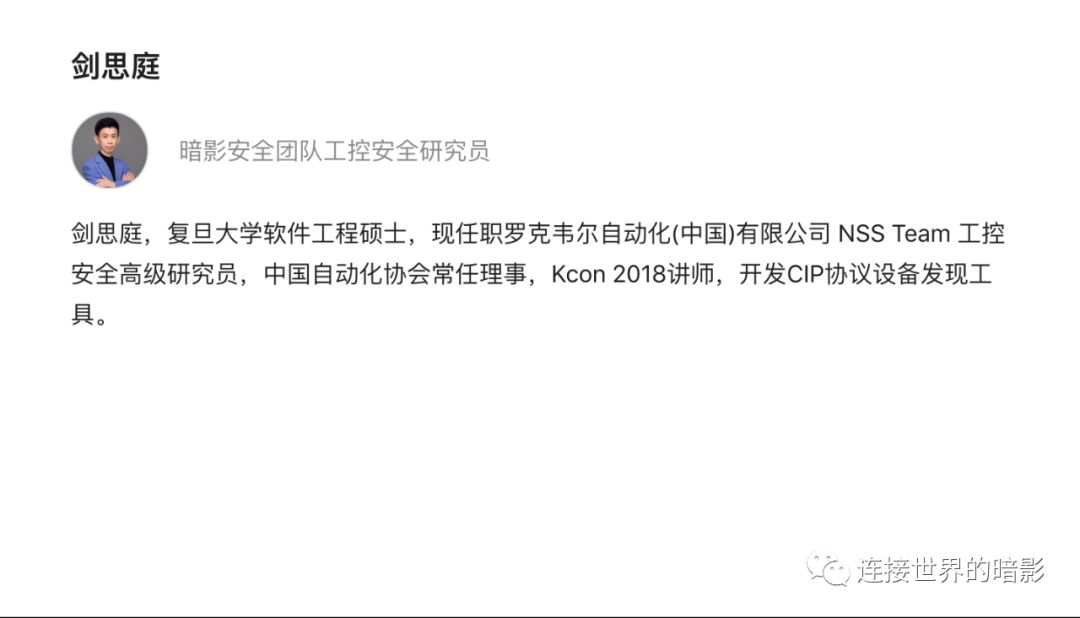 剑思庭
暗影安全团队工控安全研究员
剑思庭，复旦大学软件工程硕士，现任职罗克韦尔自动化(中国)有限公司 NSS Team 工控
安全高级研究员，中国自动化协会常任理事，Kcon 2018讲师，开发CIP协议设备发现工
具。
连接世界的暗影